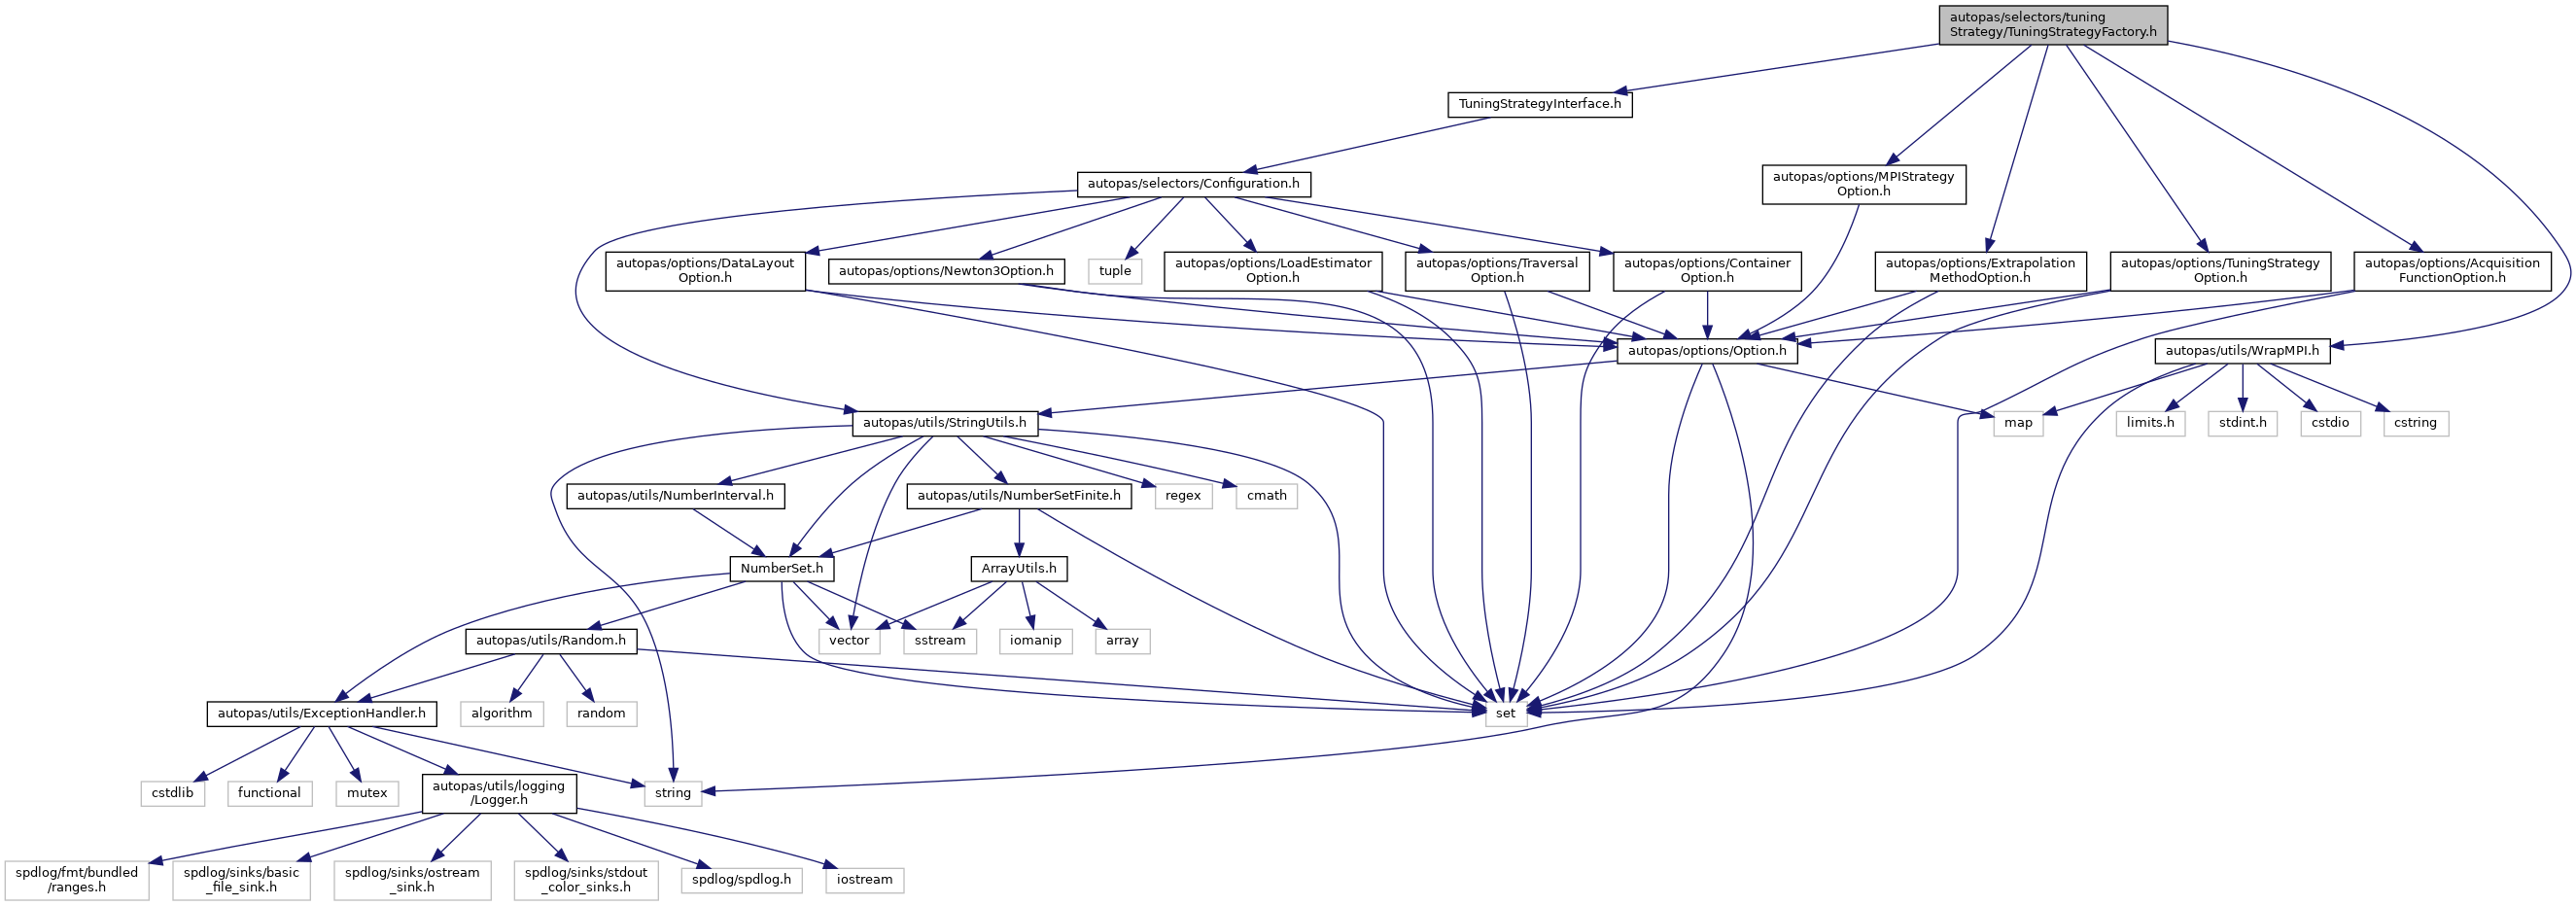 autopas/selectors/tuning
Strategy/TuningStrategyFactory.h
TuningStrategyInterface.h
autopas/selectors/Configuration.h
autopas/options/MPIStrategy
Option.h
autopas/options/DataLayout
Option.h
autopas/options/Newton3Option.h
tuple
autopas/options/LoadEstimator
Option.h
autopas/options/Traversal
Option.h
autopas/options/Container
Option.h
autopas/options/Extrapolation
MethodOption.h
autopas/options/TuningStrategy
Option.h
autopas/options/Acquisition
FunctionOption.h
autopas/options/Option.h
autopas/utils/WrapMPI.h
autopas/utils/StringUtils.h
map
limits.h
stdint.h
cstdio
cstring
autopas/utils/NumberInterval.h
autopas/utils/NumberSetFinite.h
regex
cmath
NumberSet.h
ArrayUtils.h
autopas/utils/Random.h
vector
sstream
iomanip
array
autopas/utils/ExceptionHandler.h
algorithm
random
set
cstdlib
functional
mutex
autopas/utils/logging
/Logger.h
string
spdlog/fmt/bundled
/ranges.h
spdlog/sinks/basic
_file_sink.h
spdlog/sinks/ostream
_sink.h
spdlog/sinks/stdout
_color_sinks.h
spdlog/spdlog.h
iostream